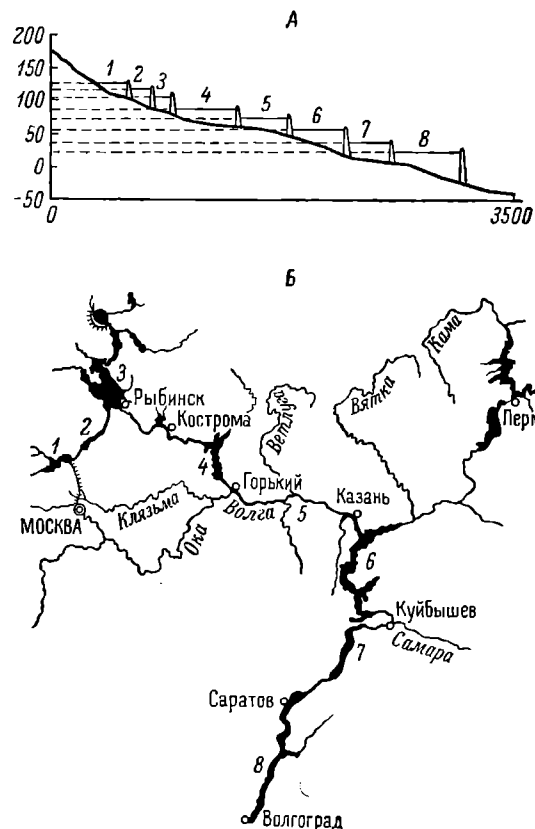 А
200
150
100
50
0
-50
1 2 3 4 5 6 7 8
0 3500
Б
Кама
Вятка
Ветлуга
3
Рыбинск
Кострома
Пермь
2
1
4
Горький
Казань
Клязьма
Волга
5
МОСКВА
Ока
6
Куйбышев
Самара
7
Саратов
8
Волгоград